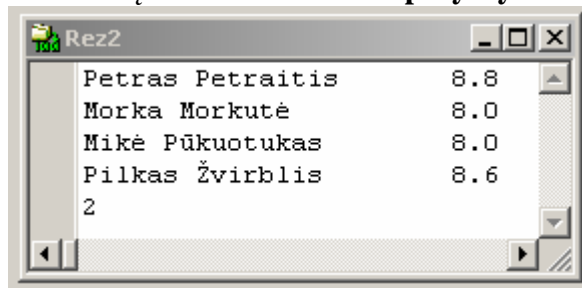 Rez2
Petras Petraitis 8.8
Morka Morkutė 8.0
Mikė Pūkuotukas 8.0
Pilkas Žvirblis 8.6
2